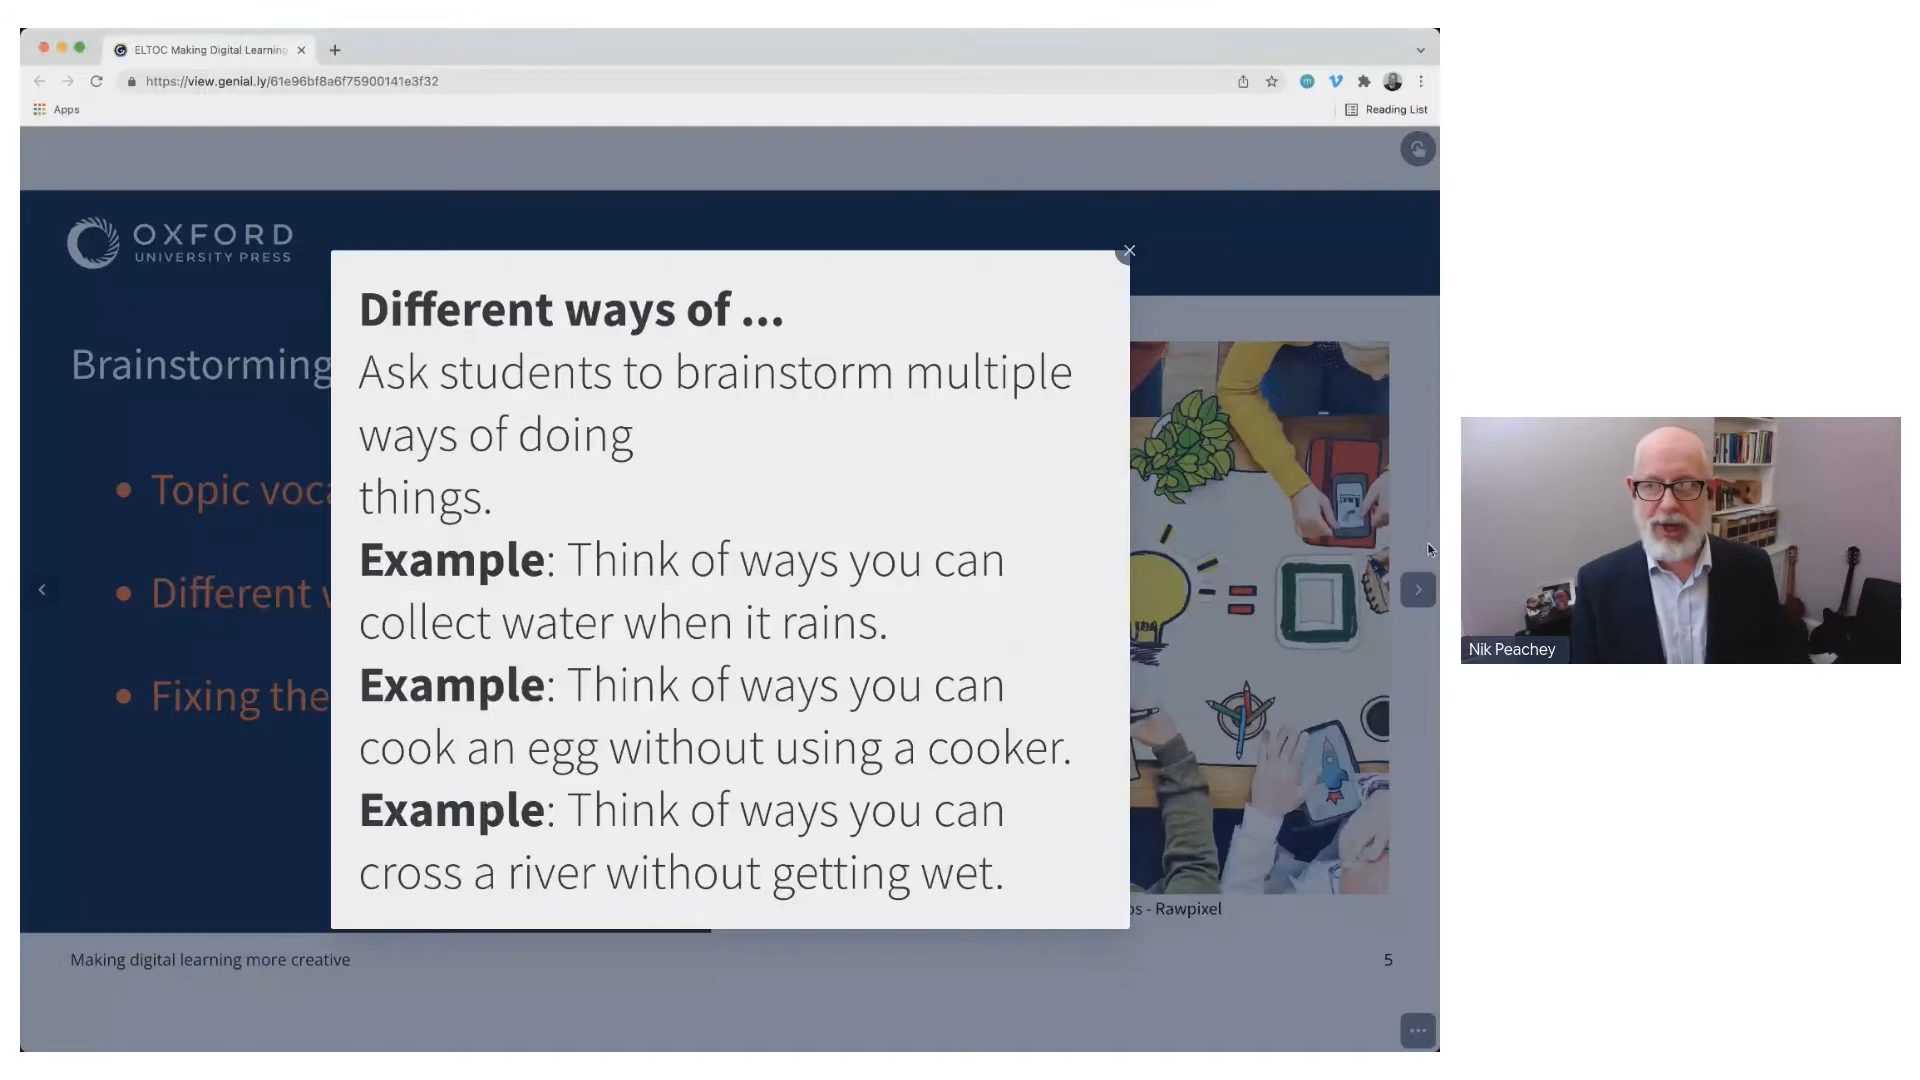 ELTOC Making Digital Learning
https://view.genial.ly/61e96bf8a6f75900141e3f32
Apps
Reading List
OXFORD
UNIVERSITY PRESS
Brainstorming
• Topic voca
• Different
• Fixing the
Different ways of ...
Ask students to brainstorm multiple
ways of doing
things.
Example: Think of ways you can
collect water when it rains.
Example: Think of ways you can
cook an egg without using a cooker.
Example: Think of ways you can
cross a river without getting wet.
- Rawpixel
Making digital learning more creative
5
Nik Peachey